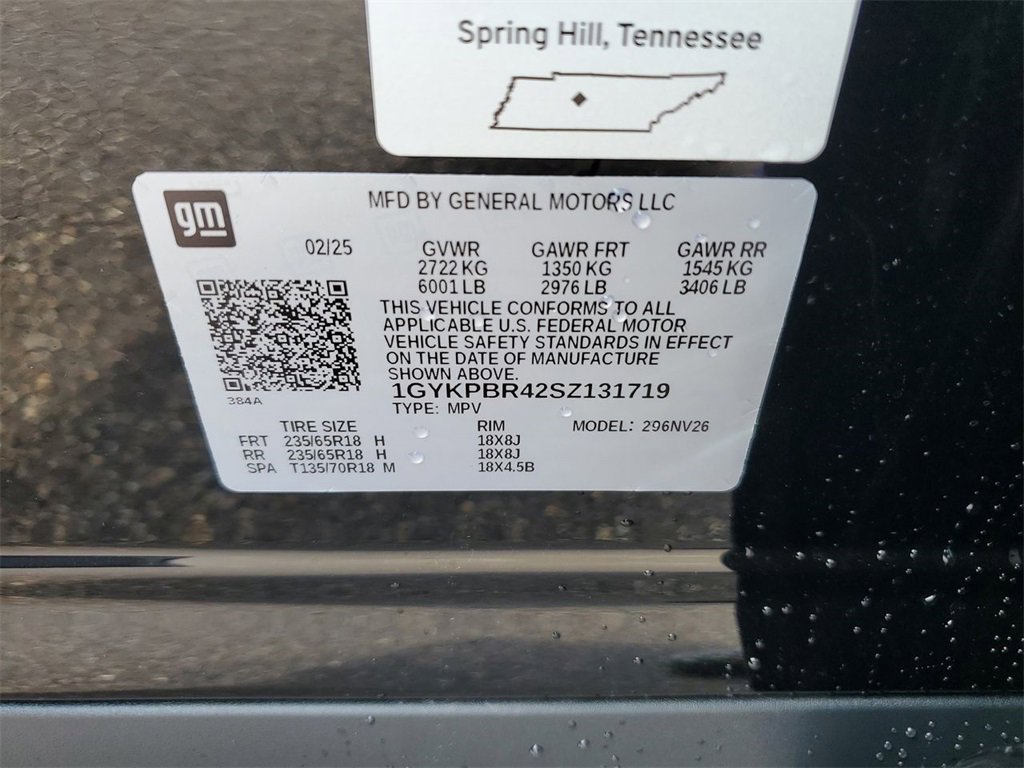 Spring Hill, Tennessee
gm
MFD BY GENERAL MOTORS LLC
02/25 GVWR GAWR FRT GAWR RR
2722 KG 1350 KG 1545 KG
6001 LB 2976 LB 3406 LB
THIS VEHICLE CONFORMS TO ALL
APPLICABLE U.S. FEDERAL MOTOR
VEHICLE SAFETY STANDARDS IN EFFECT
ON THE DATE OF MANUFACTURE
SHOWN ABOVE.
1GYKPBR42SZ131719
384A
TYPE: MPV
TIRE SIZE RIM MODEL: 296NV26
FRT 235/65R18 H 18X8J
RR 235/65R18 H 18X8J
SPA T135/70R18 M 18X4.5B